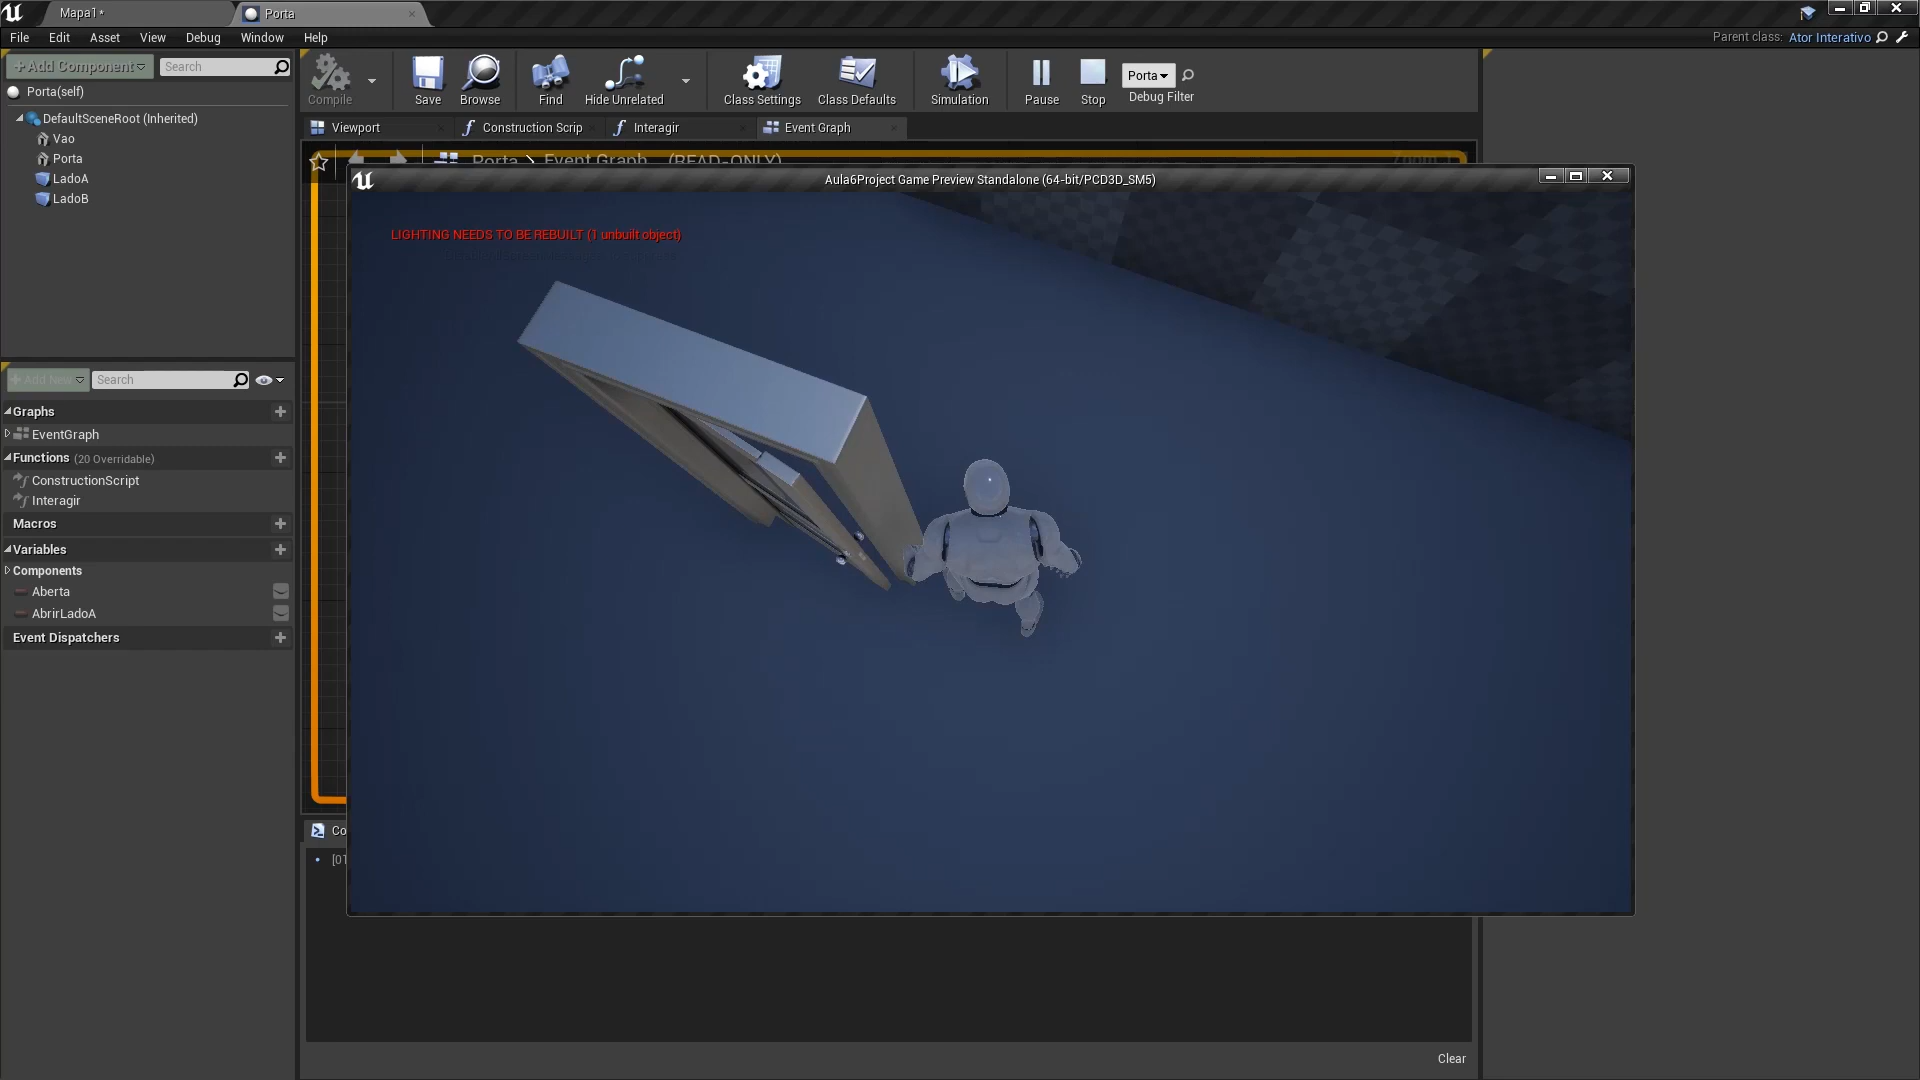 Mapa1*
Porta
File Edit Asset View Debug Window Help
Parent class: Ator Interativo
+Add Component
Search
Porta(self)
DefaultSceneRoot (Inherited)
Vao
Porta
LadoA
LadoB
Compile
Save
Browse
Find
Hide Unrelated
Class Settings
Class Defaults
Simulation
Pause
Stop
Porta
Debug Filter
Viewport
Construction Scrip
Interagir
Event Graph
Porta > Event Graph (READ-ONLY)
Aula6Project Game Preview Standalone (64-bit/PCD3D_SM5)
LIGHTING NEEDS TO BE REBUILT (1 unbuilt object)
+ Add New
Search
Graphs
EventGraph
Functions (20 Overridable)
ConstructionScript
Interagir
Macros
Variables
Components
Aberta
AbrirLadoA
Event Dispatchers
Co
[01
Clear